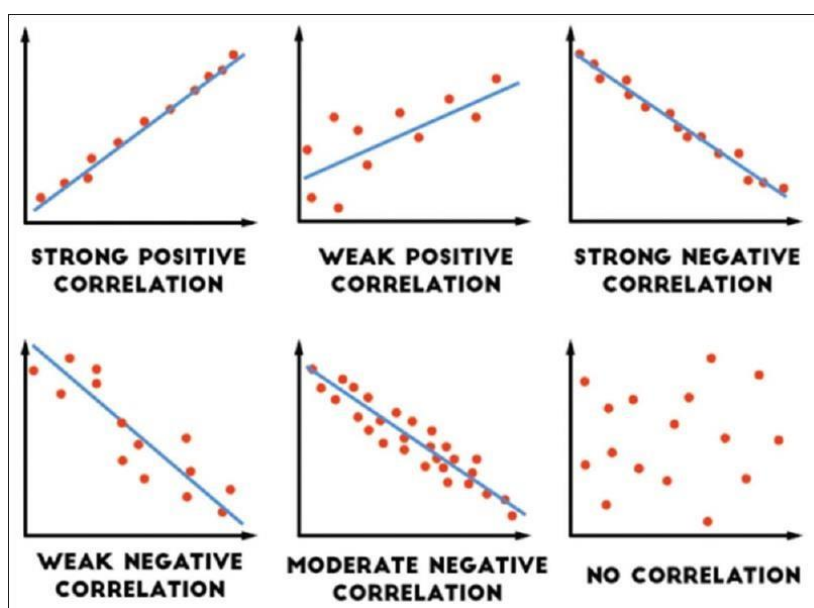 STRONG POSITIVE
CORRELATION
WEAK POSITIVE
CORRELATION
STRONG NEGATIVE
CORRELATION
WEAK NEGATIVE
CORRELATION
MODERATE NEGATIVE
CORRELATION
NO CORRELATION